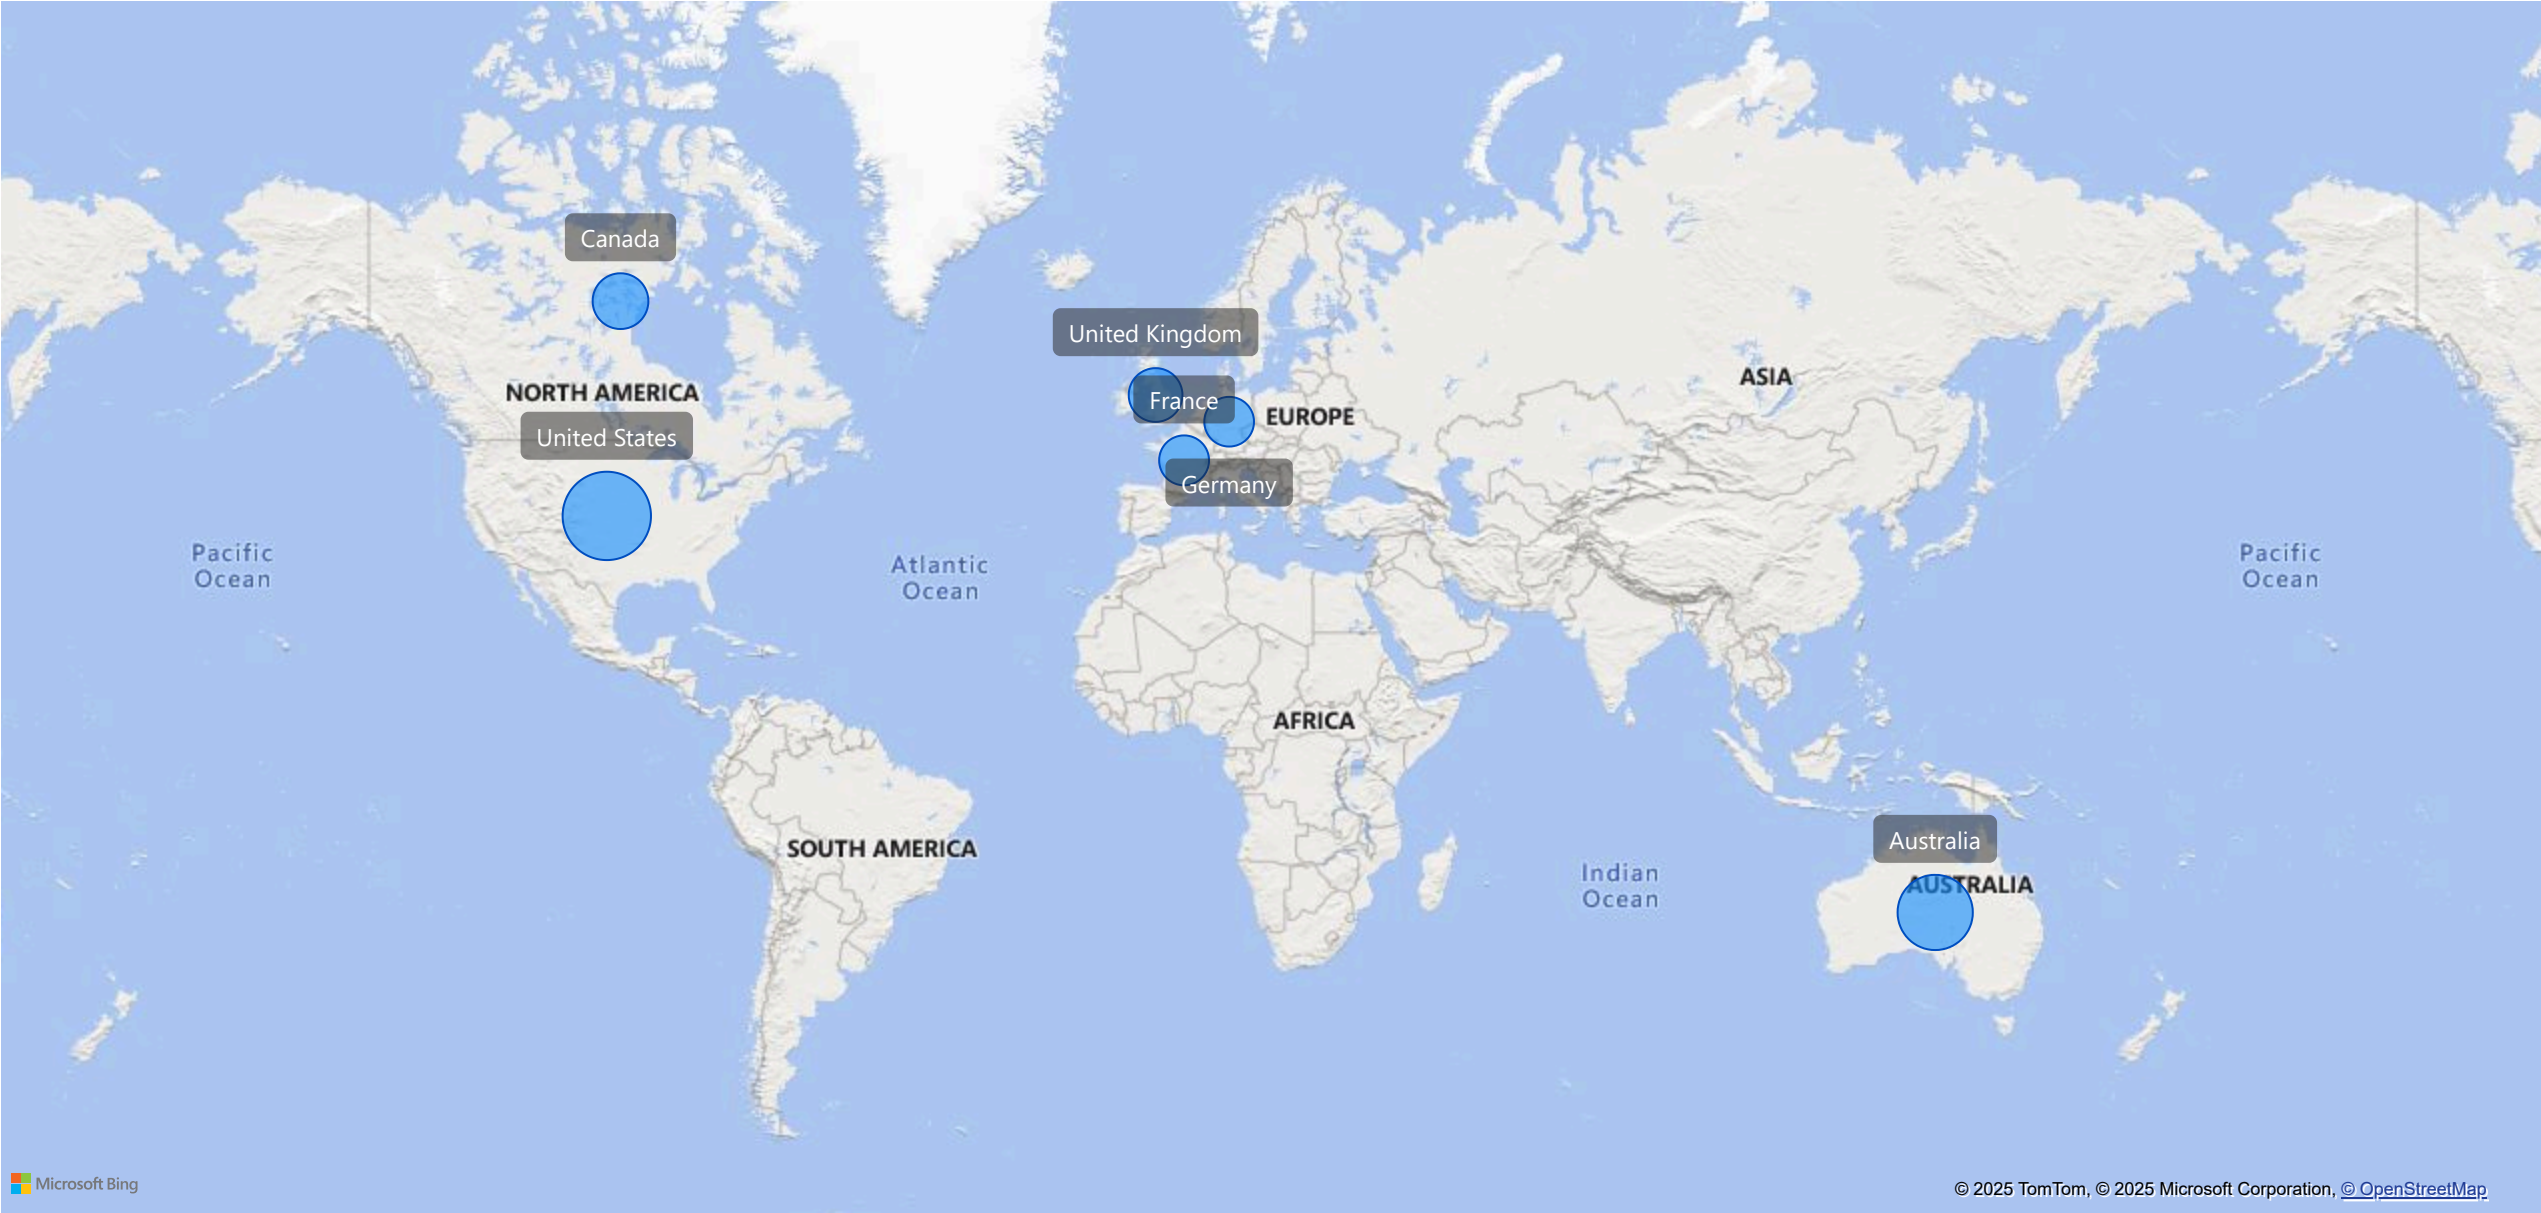 Canada
United Kingdom
ASIA
NORTH AMERICA
France
EUROPE
United States
Germany
Pacific
Ocean
Atlantic
Ocean
Pacific
Ocean
AFRICA
Australia
SOUTH AMERICA
Indian
Ocean
AUSTRALIA
Microsoft Bing
© 2025 TomTom, © 2025 Microsoft Corporation, © OpenStreetMap